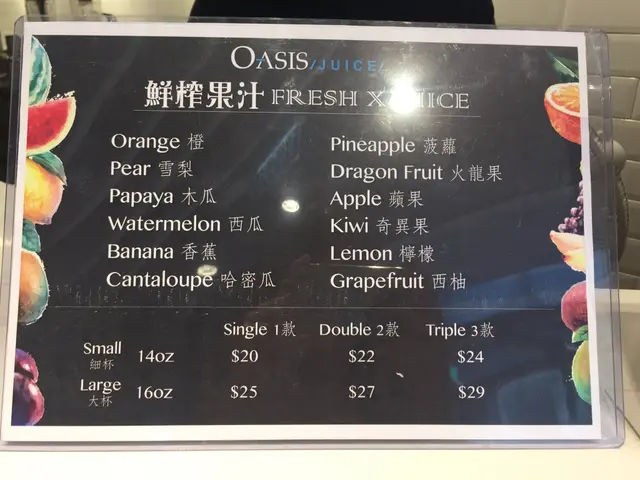 OASIS /JUICE/
鮮榨果汁 FRESH X JUICE
Orange 橙
Pear 雪梨
Papaya 木瓜
Watermelon 西瓜
Banana 香蕉
Cantaloupe 哈密瓜
Pineapple 菠蘿
Dragon Fruit 火龍果
Apple 蘋果
Kiwi 奇異果
Lemon 檸檬
Grapefruit 西柚
Single 1款 Double 2款 Triple 3款
Small 細杯 14oz $20 $22 $24
Large 大杯 16oz $25 $27 $29